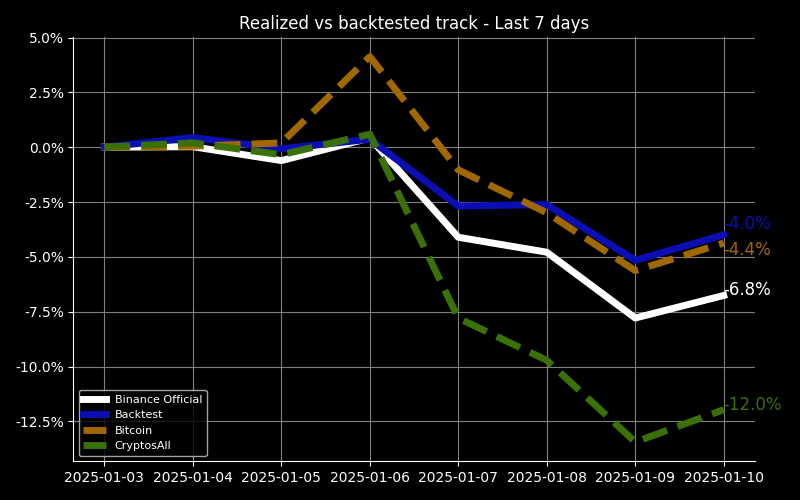 Realized vs backtested track - Last 7 days
5.0%
2.5%
0.0%
-2.5%
-5.0%
-7.5%
-10.0%
-12.5%
-4.0%
-4.4%
-6.8%
-12.0%
Binance Official
Backtest
Bitcoin
CryptosAll
2025-01-03 2025-01-04 2025-01-05 2025-01-06 2025-01-07 2025-01-08 2025-01-09 2025-01-10